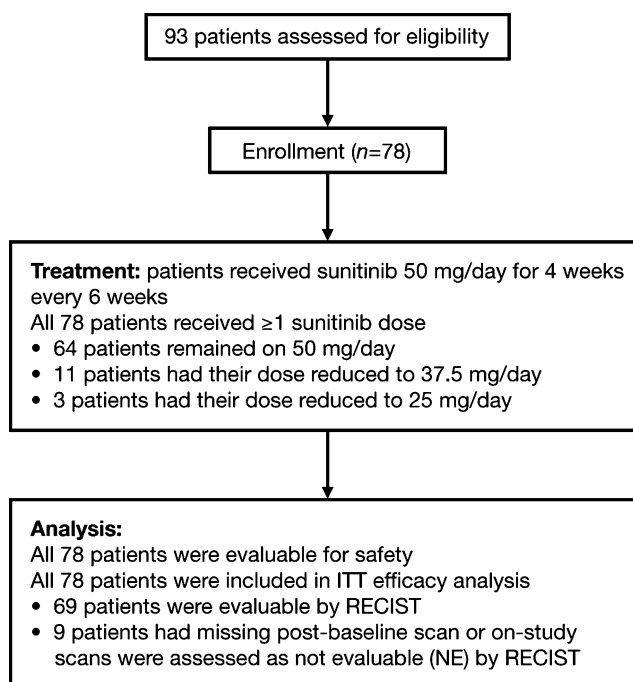 93 patients assessed for eligibility
Enrollment (n=78)
Treatment: patients received sunitinib 50 mg/day for 4 weeks
every 6 weeks
All 78 patients received ≥1 sunitinib dose
• 64 patients remained on 50 mg/day
• 11 patients had their dose reduced to 37.5 mg/day
• 3 patients had their dose reduced to 25 mg/day
Analysis:
All 78 patients were evaluable for safety
All 78 patients were included in ITT efficacy analysis
• 69 patients were evaluable by RECIST
• 9 patients had missing post-baseline scan or on-study
scans were assessed as not evaluable (NE) by RECIST